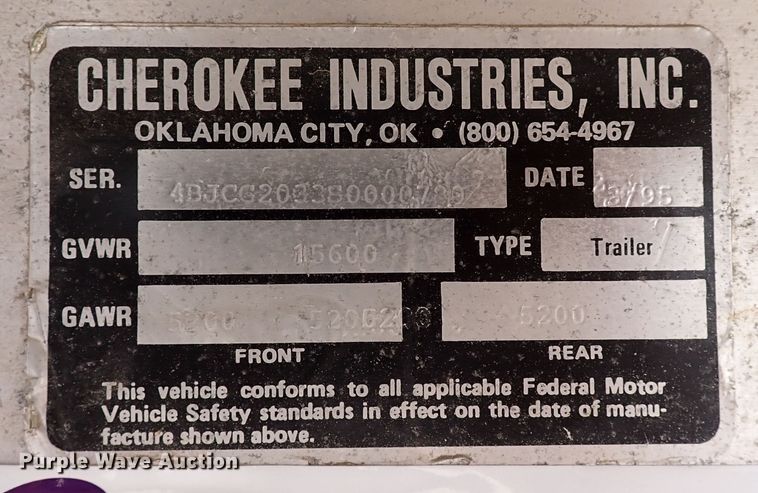 CHEROKEE INDUSTRIES, INC.
OKLAHOMA CITY, OK • (800) 654-4967
SER. DATE 3/95
GVWR 15600 TYPE Trailer
GAWR 5200 5200
FRONT REAR
This vehicle conforms to all applicable Federal Motor
Vehicle Safety standards in effect on the date of manu-
facture shown above.
Purple Wave Auction